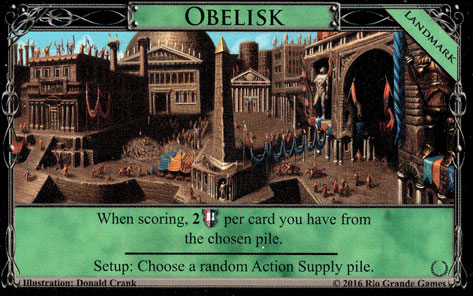 OBELISK
LANDMARK
When scoring, 2 per card you have from
the chosen pile.
Setup: Choose a random Action Supply pile.
Illustration: Donald Crank
© 2016 Rio Grande Games